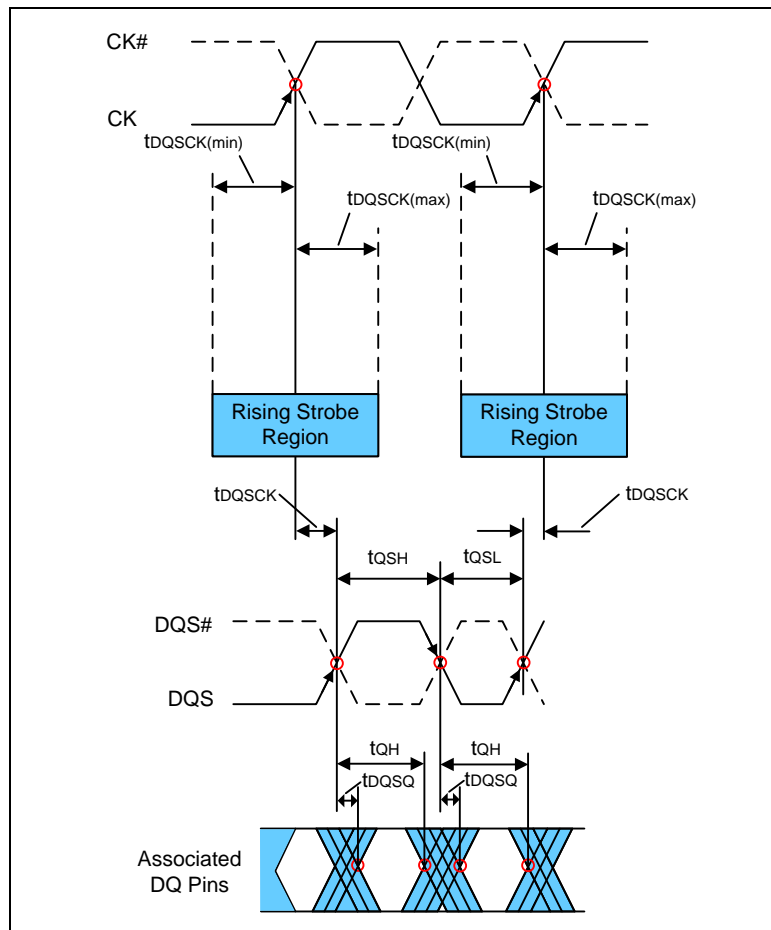 CK#
CK
tDQSCK(min)
tDQSCK(min)
tDQSCK(max)
tDQSCK(max)
Rising Strobe
Region
Rising Strobe
Region
tDQSCK
tDQSCK
tQSH
tQSL
DQS#
DQS
tQH
tQH
tDQSQ
tDQSQ
Associated
DQ Pins